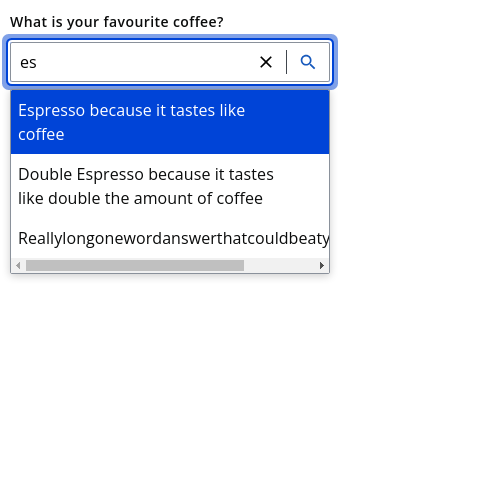 What is your favourite coffee?
es
Espresso because it tastes like
coffee
Double Espresso because it tastes
like double the amount of coffee
Reallylongonewordanswerthatcouldbeaty